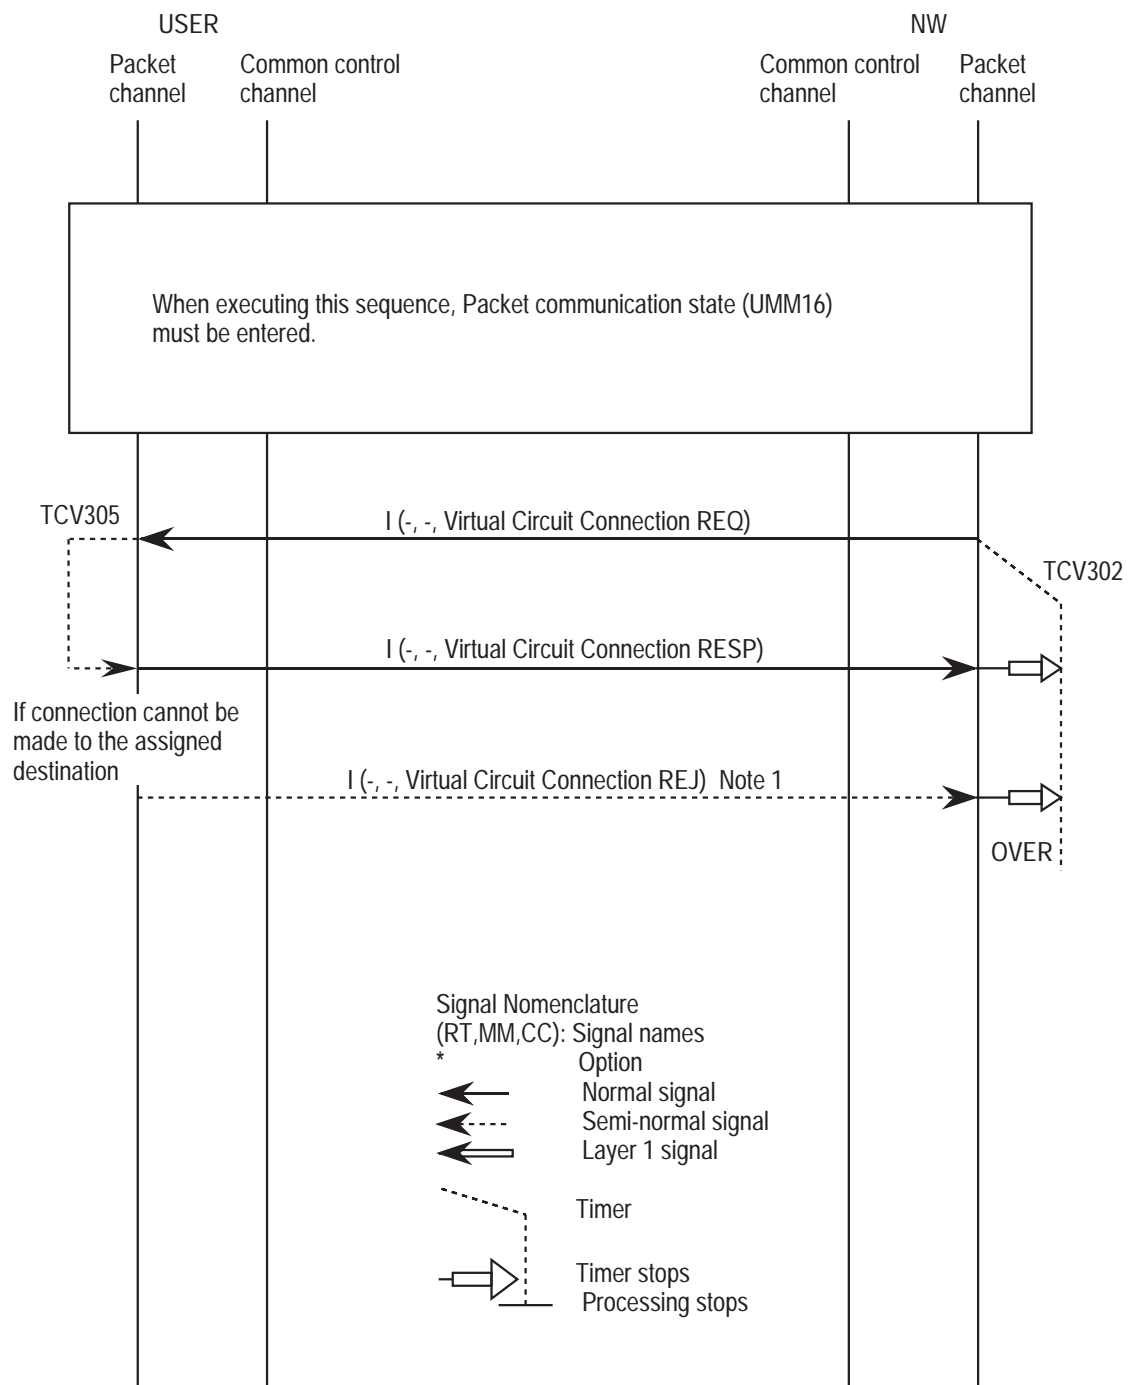 USER
NW
Packet
channel
Common control
channel
Common control
channel
Packet
channel
When executing this sequence, Packet communication state (UMM16)
must be entered.
TCV305
I (-, -, Virtual Circuit Connection REQ)
TCV302
I (-, -, Virtual Circuit Connection RESP)
If connection cannot be
made to the assigned
destination
I (-, -, Virtual Circuit Connection REJ) Note 1
OVER
Signal Nomenclature
(RT,MM,CC): Signal names
* Option
Normal signal
Semi-normal signal
Layer 1 signal
Timer
Timer stops
Processing stops